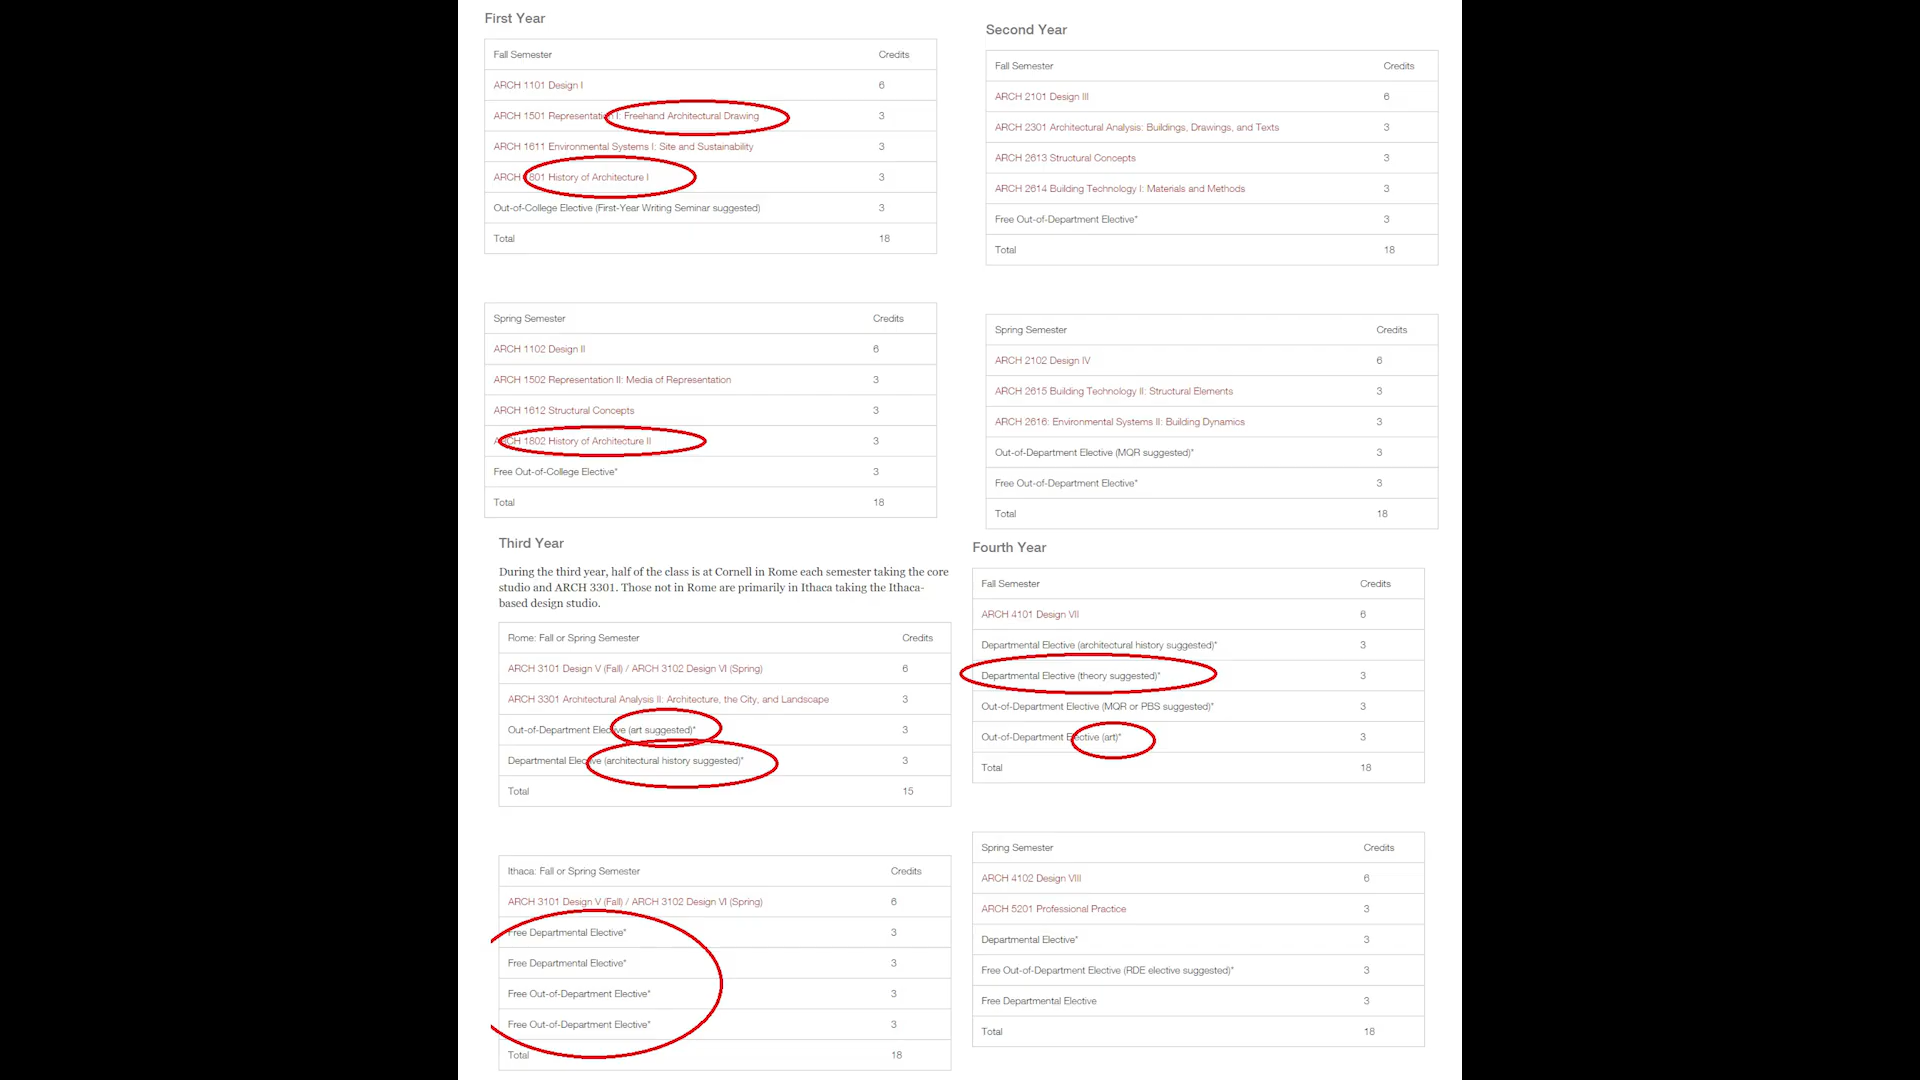 First Year
Fall Semester Credits
ARCH 1101 Design I 6
ARCH 1501 Representation I: Freehand Architectural Drawing 3
ARCH 1611 Environmental Systems I: Site and Sustainability 3
ARCH 1801 History of Architecture I 3
Out-of-College Elective (First-Year Writing Seminar suggested) 3
Total 18
Spring Semester Credits
ARCH 1102 Design II 6
ARCH 1502 Representation II: Media of Representation 3
ARCH 1612 Structural Concepts 3
ARCH 1802 History of Architecture II 3
Free Out-of-College Elective* 3
Total 18
Second Year
Fall Semester Credits
ARCH 2101 Design III 6
ARCH 2301 Architectural Analysis: Buildings, Drawings, and Texts 3
ARCH 2613 Structural Concepts 3
ARCH 2614 Building Technology I: Materials and Methods 3
Free Out-of-Department Elective* 3
Total 18
Spring Semester Credits
ARCH 2102 Design IV 6
ARCH 2615 Building Technology II: Structural Elements 3
ARCH 2616: Environmental Systems II: Building Dynamics 3
Out-of-Department Elective (MQR suggested)* 3
Free Out-of-Department Elective* 3
Total 18
Third Year
During the third year, half of the class is at Cornell in Rome each semester taking the core
studio and ARCH 3301. Those not in Rome are primarily in Ithaca taking the Ithaca-
based design studio.
Rome: Fall or Spring Semester Credits
ARCH 3101 Design V (Fall) / ARCH 3102 Design VI (Spring) 6
ARCH 3301 Architectural Analysis II: Architecture, the City, and Landscape 3
Out-of-Department Elective (art suggested)* 3
Departmental Elective (architectural history suggested)* 3
Total 15
Ithaca: Fall or Spring Semester Credits
ARCH 3101 Design V (Fall) / ARCH 3102 Design VI (Spring) 6
Free Departmental Elective* 3
Free Departmental Elective* 3
Free Out-of-Department Elective* 3
Free Out-of-Department Elective* 3
Total 18
Fourth Year
Fall Semester Credits
ARCH 4101 Design VII 6
Departmental Elective (architectural history suggested)* 3
Departmental Elective (theory suggested)* 3
Out-of-Department Elective (MQR or PBS suggested)* 3
Out-of-Department Elective (art)* 3
Total 18
Spring Semester Credits
ARCH 4102 Design VIII 6
ARCH 5201 Professional Practice 3
Departmental Elective* 3
Free Out-of-Department Elective (RDE elective suggested)* 3
Free Departmental Elective 3
Total 18